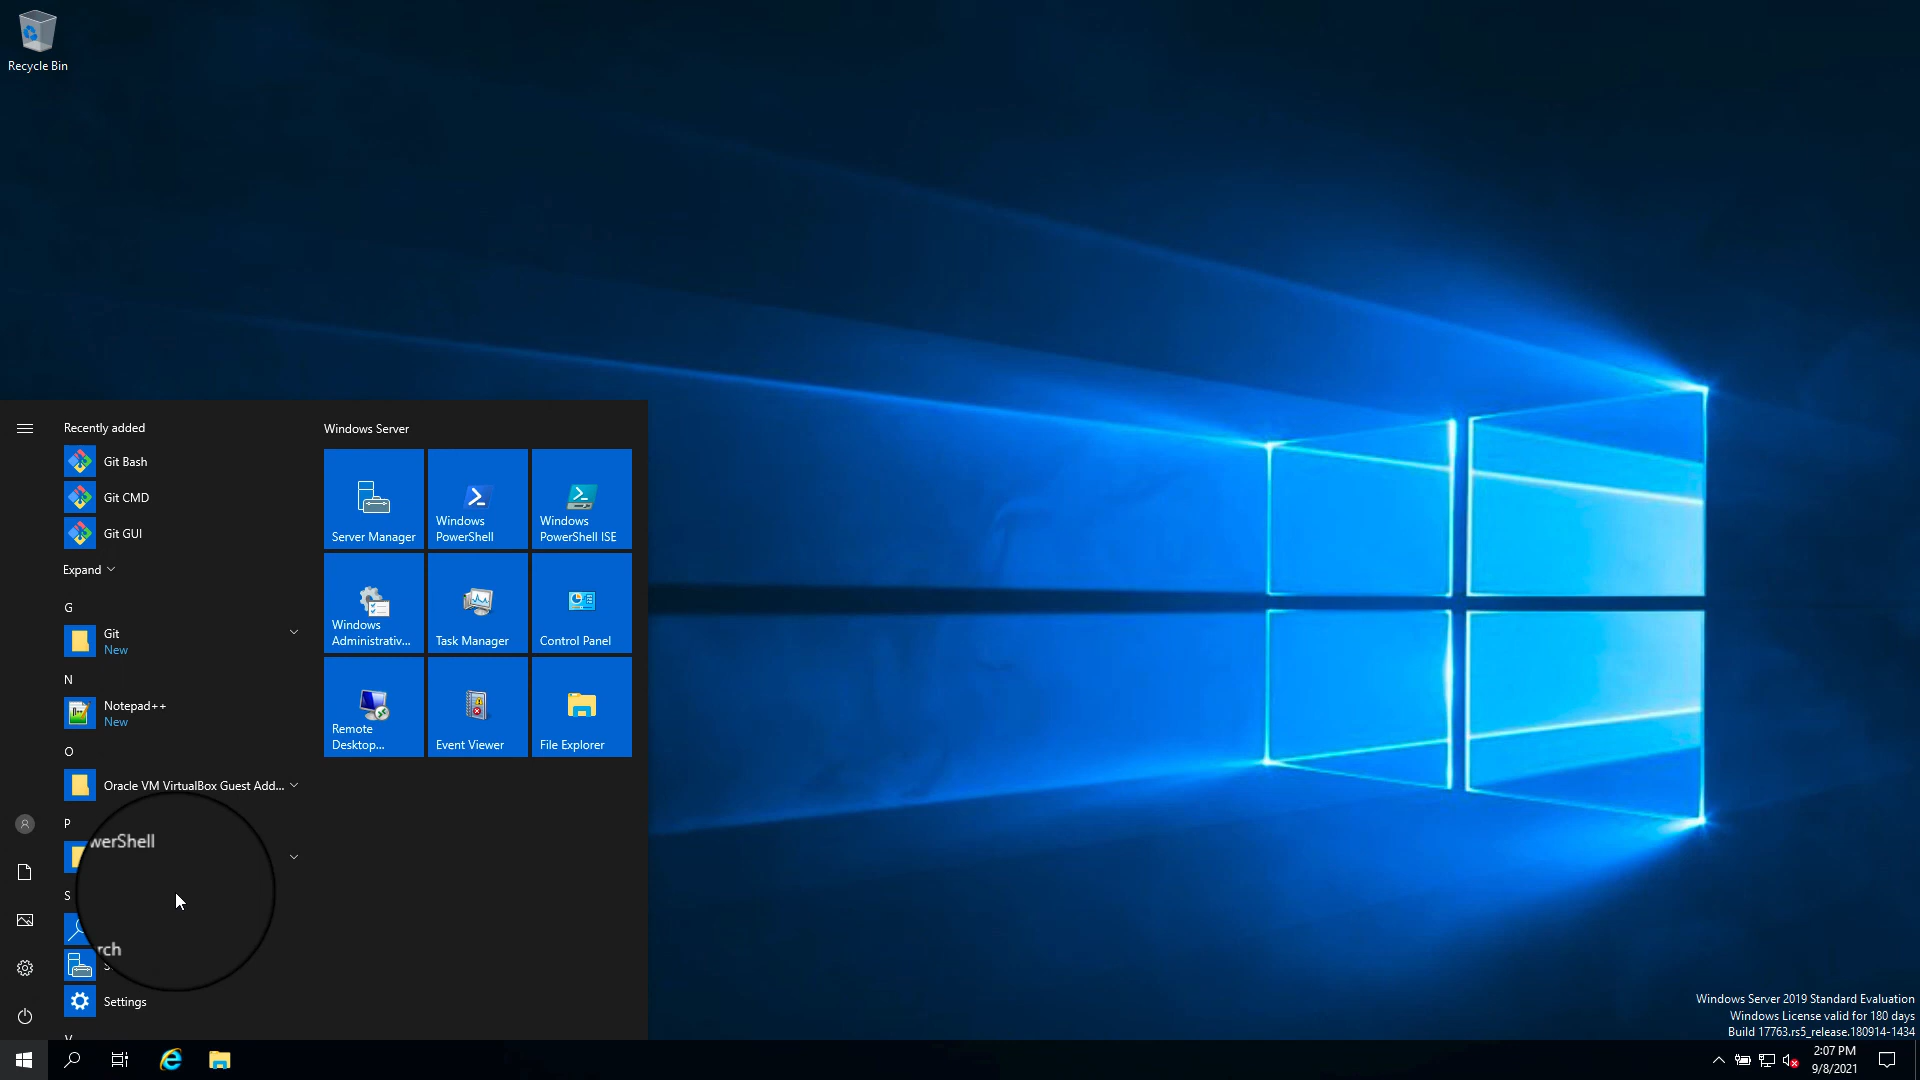 Recycle Bin
Recently added
Git Bash
Git CMD
Git GUI
Expand
G
Git
New
N
Notepad++
New
O
Oracle VM VirtualBox Guest Add...
P
werShell
S
rch
Settings
Windows Server
Server Manager
Windows
PowerShell
Windows
PowerShell ISE
Windows
Administrativ...
Task Manager
Control Panel
Remote
Desktop...
Event Viewer
File Explorer
Windows Server 2019 Standard Evaluation
Windows License valid for 180 days
Build 17763.rs5_release.180914-1434
2:07 PM
9/8/2021